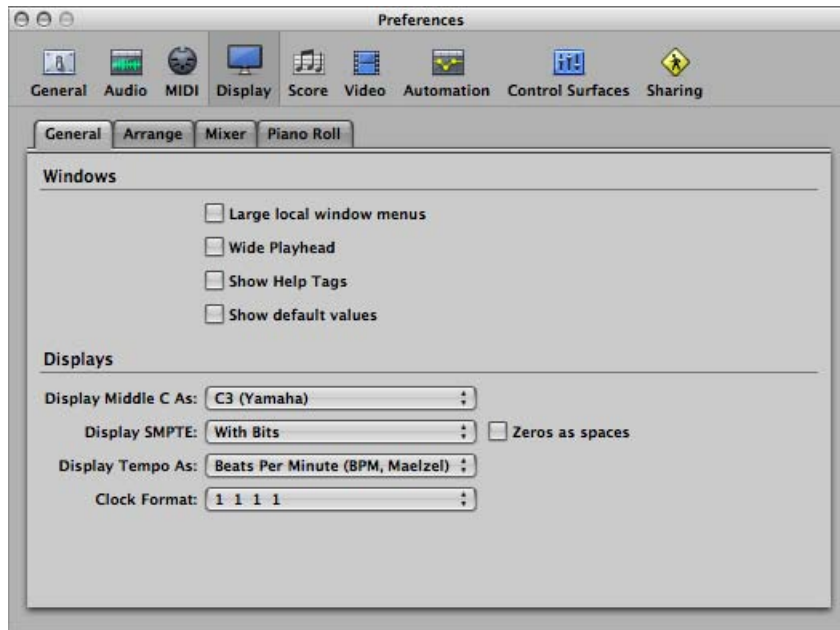 Preferences
General Audio MIDI Display Score Video Automation Control Surfaces Sharing
General Arrange Mixer Piano Roll
Windows
Large local window menus
Wide Playhead
Show Help Tags
Show default values
Displays
Display Middle C As: C3 (Yamaha)
Display SMPTE: With Bits Zeros as spaces
Display Tempo As: Beats Per Minute (BPM, Maelzel)
Clock Format: 1 1 1 1